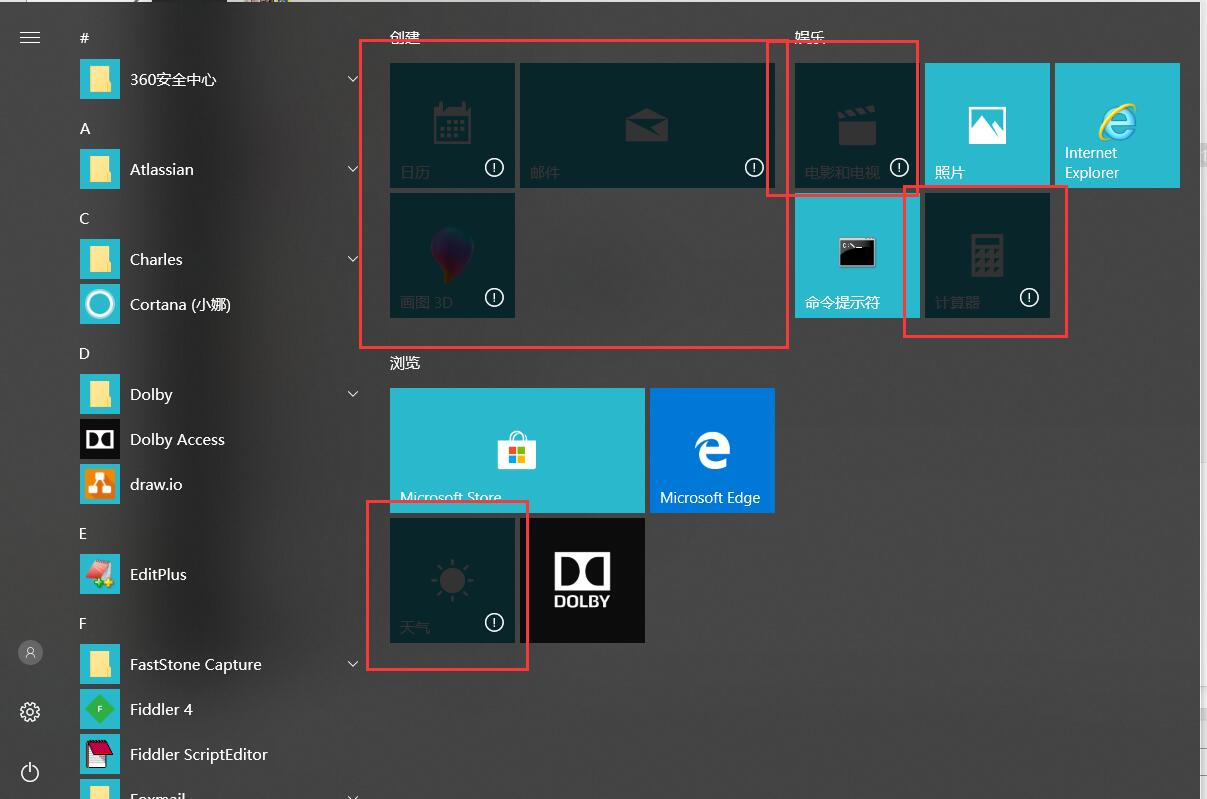 #
360安全中心
A
Atlassian
C
Charles
Cortana (小娜)
D
Dolby
Dolby Access
draw.io
E
EditPlus
F
FastStone Capture
Fiddler 4
Fiddler ScriptEditor
Foxmail
创建
日历
邮件
画图 3D
娱乐
电影和电视
照片
Internet
Explorer
C:\_
命令提示符
计算器
浏览
Microsoft Store
Microsoft Edge
天气
DOLBY